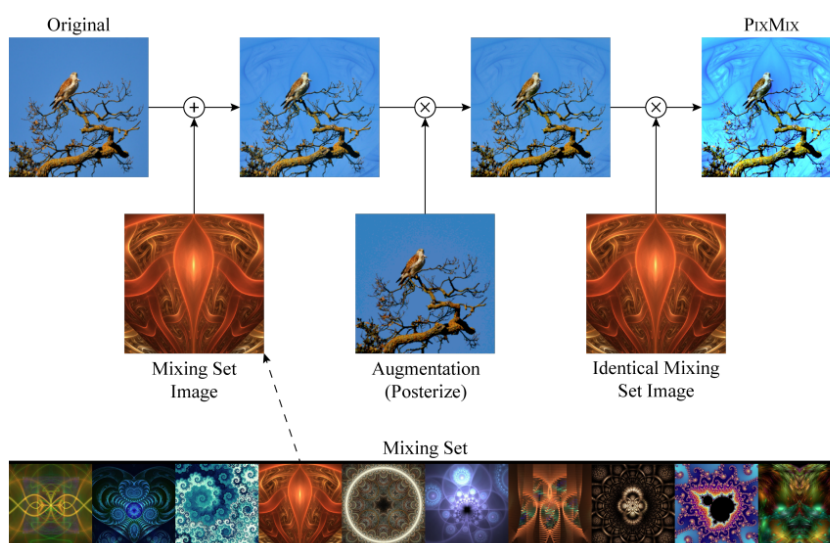 Original
PIXMIX
Mixing Set
Image
Augmentation
(Posterize)
Identical Mixing
Set Image
Mixing Set